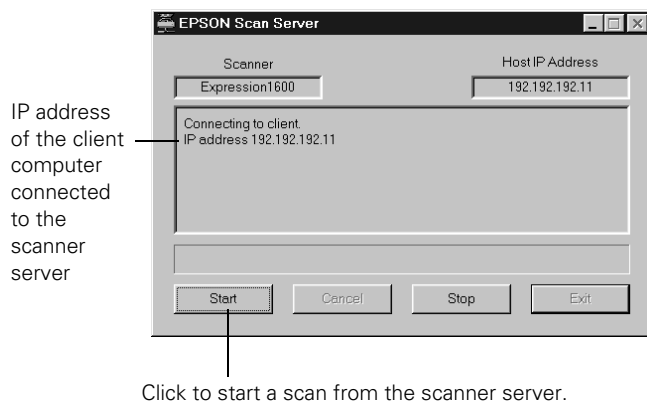 EPSON Scan Server
Scanner
Host IP Address
Expression1600
192.192.192.11
IP address
of the client
computer
connected
to the
scanner
server
Connecting to client.
IP address 192.192.192.11
Start
Cancel
Stop
Exit
Click to start a scan from the scanner server.